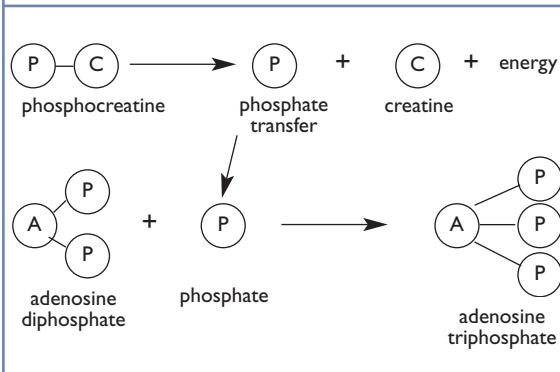 P C P + C + energy
phosphocreatine phosphate creatine
transfer
P P
A + P A P
P P
adenosine phosphate
diphosphate
adenosine
triphosphate